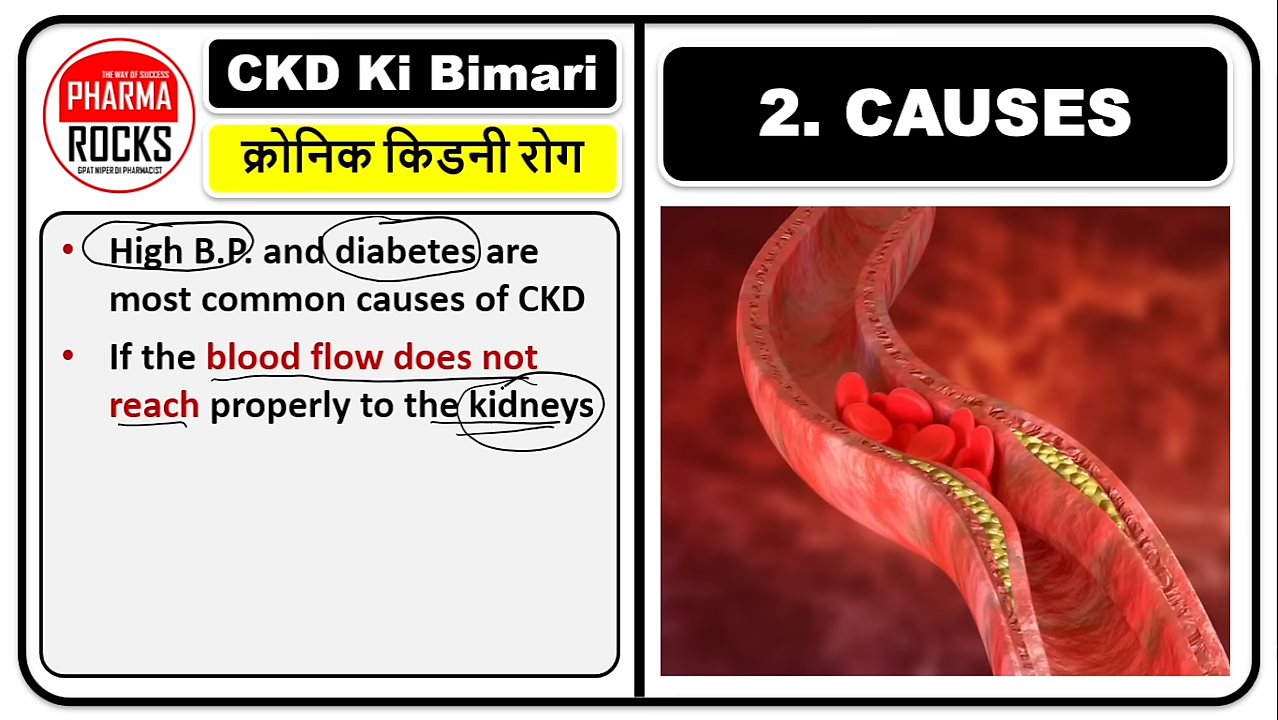 THE WAY OF SUCCESS
PHARMA
ROCKS
GPAT NIPER DI PHARMACIST
CKD Ki Bimari
क्रोनिक किडनी रोग
• High B.P. and diabetes are
most common causes of CKD
• If the blood flow does not
reach properly to the kidneys
2. CAUSES